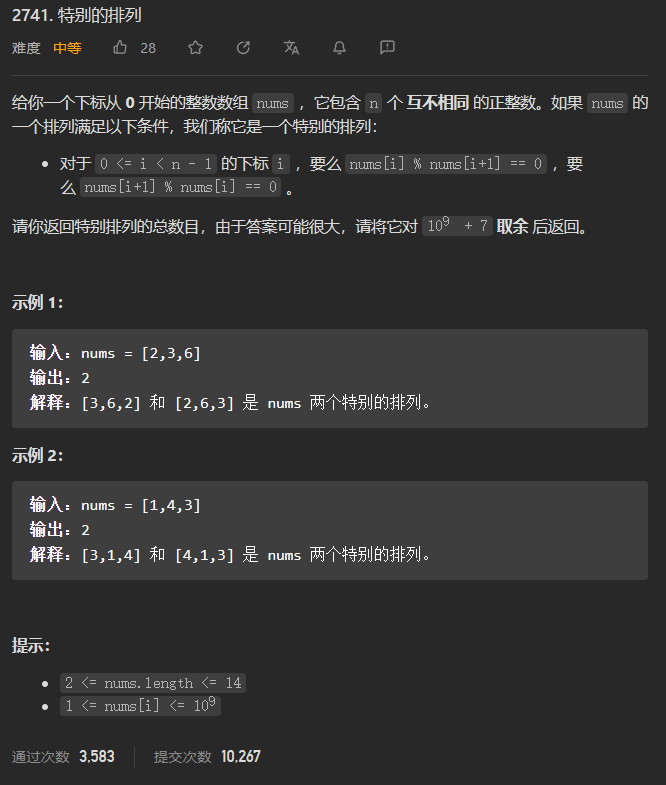 2741. 特别的排列
难度 中等 28
给你一个下标从 0 开始的整数数组 nums ，它包含 n 个 互不相同 的正整数。如果 nums 的
一个排列满足以下条件，我们称它是一个特别的排列：
• 对于 0 <= i < n - 1 的下标 i ，要么 nums[i] % nums[i+1] == 0 ，要
么 nums[i+1] % nums[i] == 0 。
请你返回特别排列的总数目，由于答案可能很大，请将它对 10⁹ + 7 取余 后返回。
示例 1：
输入：nums = [2,3,6]
输出：2
解释：[3,6,2] 和 [2,6,3] 是 nums 两个特别的排列。
示例 2：
输入：nums = [1,4,3]
输出：2
解释：[3,1,4] 和 [4,1,3] 是 nums 两个特别的排列。
提示：
• 2 <= nums.length <= 14
• 1 <= nums[i] <= 10⁹
通过次数 3,583 提交次数 10,267